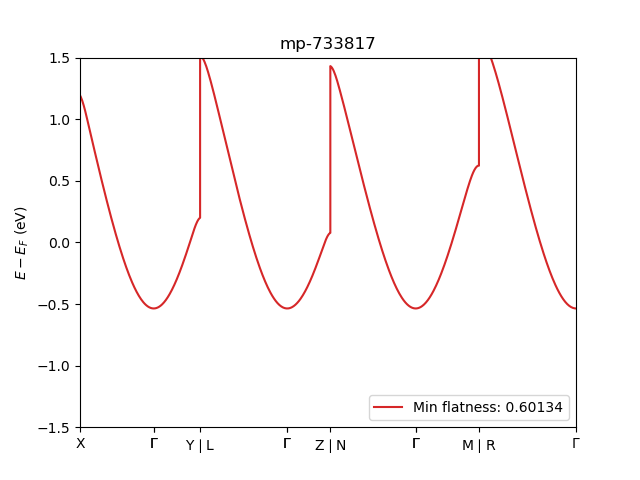 mp-733817
1.5
1.0
0.5
0.0
−0.5
−1.0
−1.5
E − E_F (eV)
Min flatness: 0.60134
X Γ Y | L Γ Z | N Γ M | R Γ